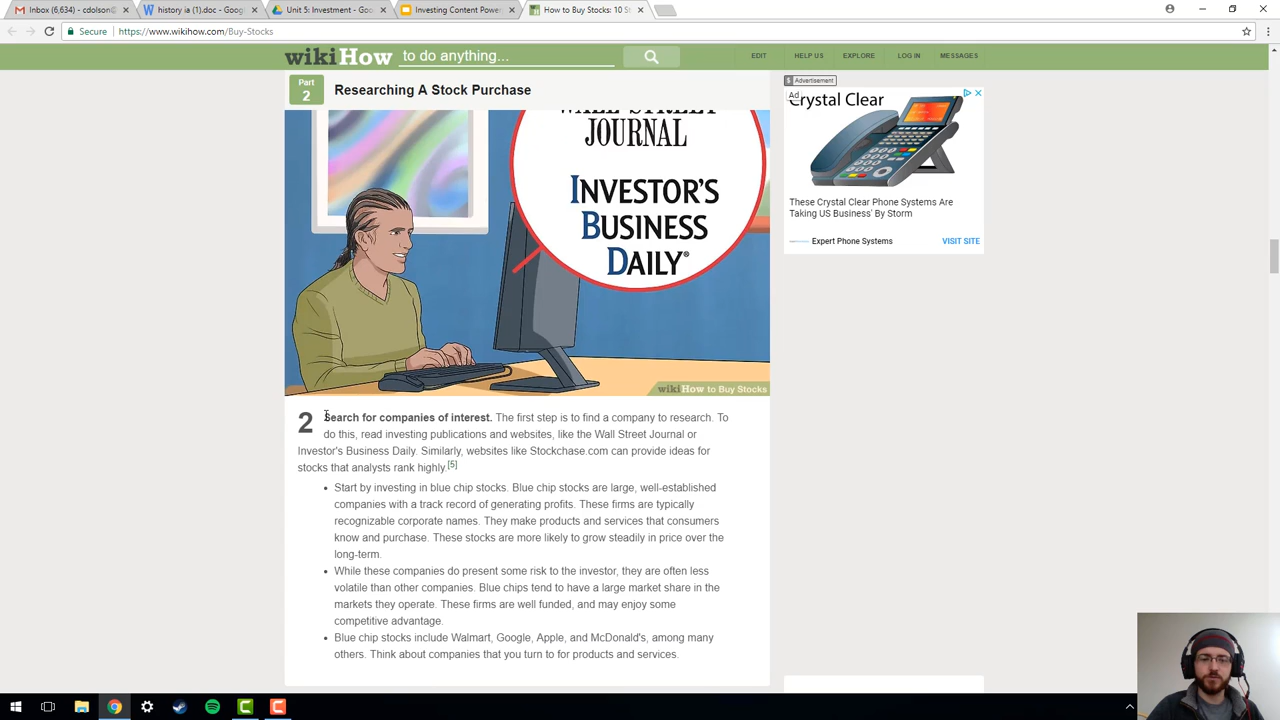 Inbox (6,634) - cdolson@
history ia (1).doc - Goog
Unit 5: Investment - Goo
Investing Content Power
How to Buy Stocks: 10 S
Secure
https://www.wikihow.com/Buy-Stocks
wikiHow to do anything...
EDIT
HELP US
EXPLORE
LOG IN
MESSAGES
Part
2
Researching A Stock Purchase
WALL STREET
JOURNAL
INVESTOR'S
BUSINESS
DAILY®
wikiHow to Buy Stocks
2
Search for companies of interest. The first step is to find a company to research. To
do this, read investing publications and websites, like the Wall Street Journal or
Investor's Business Daily. Similarly, websites like Stockchase.com can provide ideas for
stocks that analysts rank highly.[5]
• Start by investing in blue chip stocks. Blue chip stocks are large, well-established
companies with a track record of generating profits. These firms are typically
recognizable corporate names. They make products and services that consumers
know and purchase. These stocks are more likely to grow steadily in price over the
long-term.
• While these companies do present some risk to the investor, they are often less
volatile than other companies. Blue chips tend to have a large market share in the
markets they operate. These firms are well funded, and may enjoy some
competitive advantage.
• Blue chip stocks include Walmart, Google, Apple, and McDonald's, among many
others. Think about companies that you turn to for products and services.
Advertisement
Ad
Crystal Clear
These Crystal Clear Phone Systems Are
Taking US Business' By Storm
Expert Phone Systems
VISIT SITE